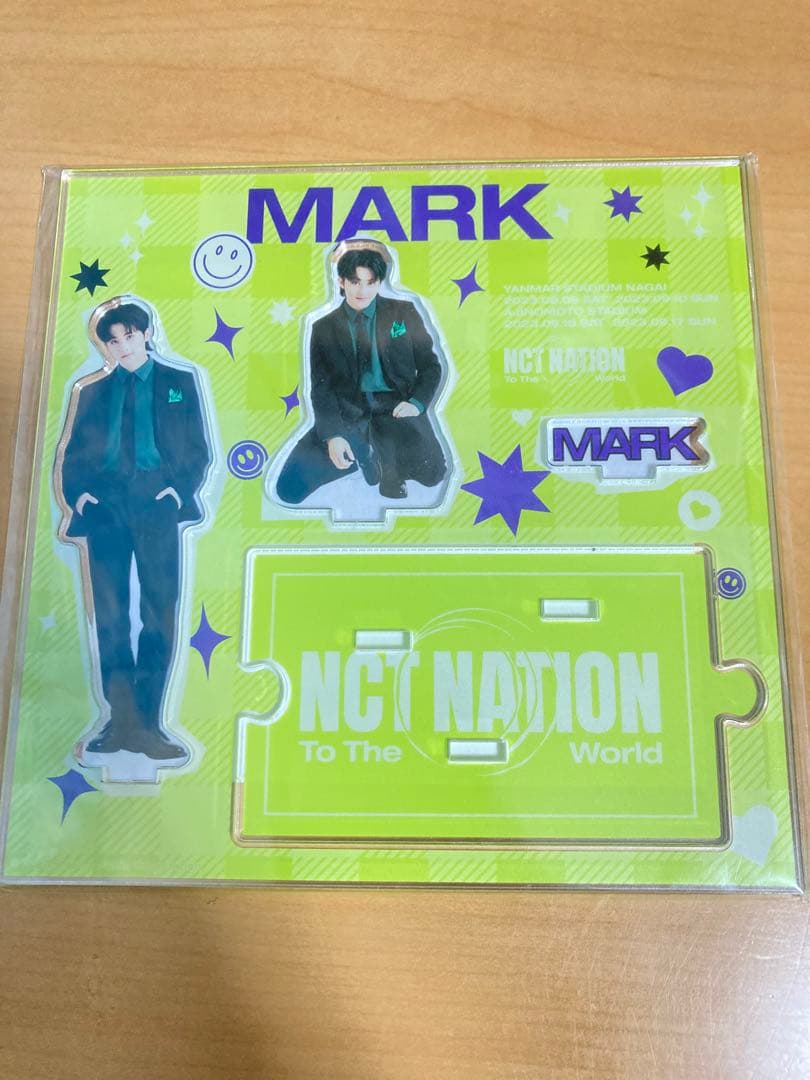 MARK
YANMAR STADIUM NAGAI
2023.09.09 SAT 2023.09.10 SUN
AJINOMOTO STADIUM
2023.09.16 SAT 2023.09.17 SUN
NCT NATION
To The World
MARK
NCT NATION
To The World